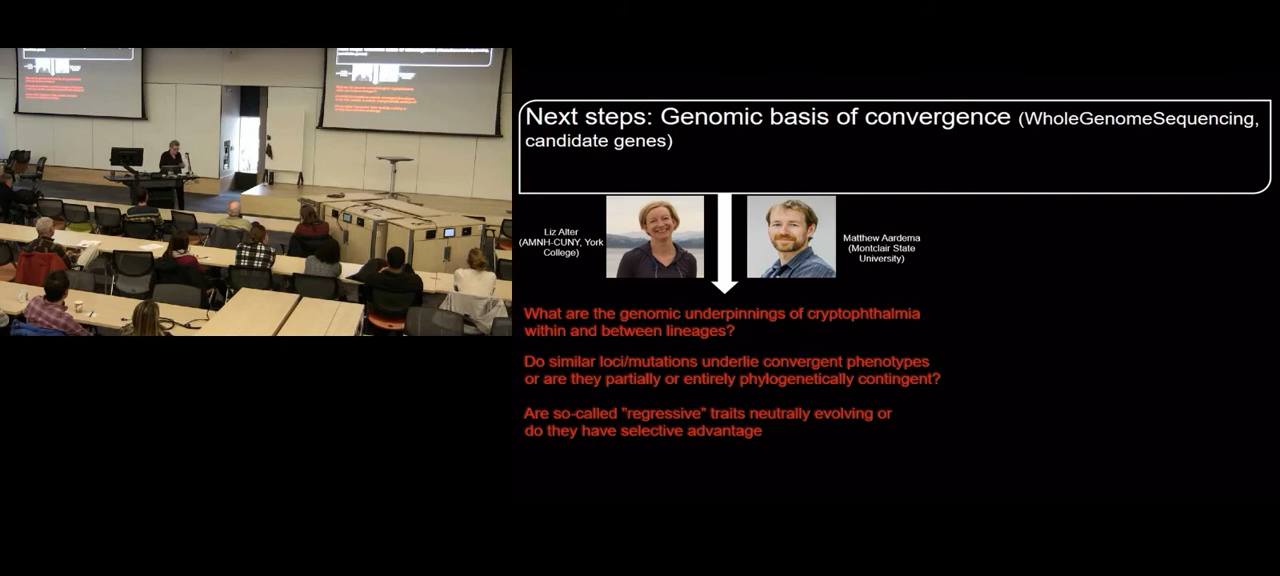 Next steps: Genomic basis of convergence (WholeGenomeSequencing,
candidate genes)
Liz Alter
(AMNH-CUNY, York
College)
Matthew Aardema
(Montclair State
University)
What are the genomic underpinnings of cryptophthalmia
within and between lineages?
Do similar loci/mutations underlie convergent phenotypes
or are they partially or entirely phylogenetically contingent?
Are so-called "regressive" traits neutrally evolving or
do they have selective advantage